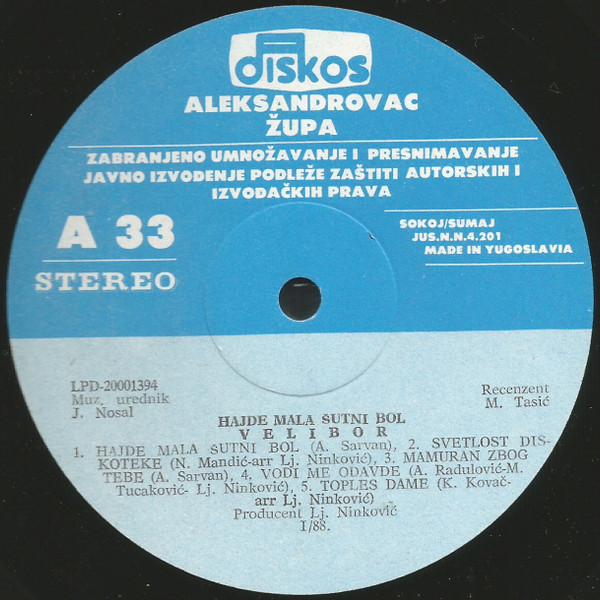 DISKOS
ALEKSANDROVAC
ŽUPA
ZABRANJENO UMNOŽAVANJE I PRESNIMAVANJE
JAVNO IZVOĐENJE PODLEŽE ZAŠTITI AUTORSKIH I
IZVOĐAČKIH PRAVA
A 33
STEREO
SOKOJ/SUMAJ
JUS.N.N.4.201
MADE IN YUGOSLAVIA
LPD-20001394
Muz. urednik
J. Nosal
Recenzent
M. Tasić
HAJDE MALA SUTNI BOL
VELIBOR
1. HAJDE MALA SUTNI BOL (A. Sarvan), 2. SVETLOST DIS-
KOTEKE (N. Mandić-arr Lj. Ninković), 3. MAMURAN ZBOG
TEBE (A. Sarvan), 4. VODI ME ODAVDE (A. Radulović-M.
Tucaković- Lj. Ninković), 5. TOPLES DAME (K. Kovač-
arr Lj. Ninković)
Producent Lj. Ninković
I/88.